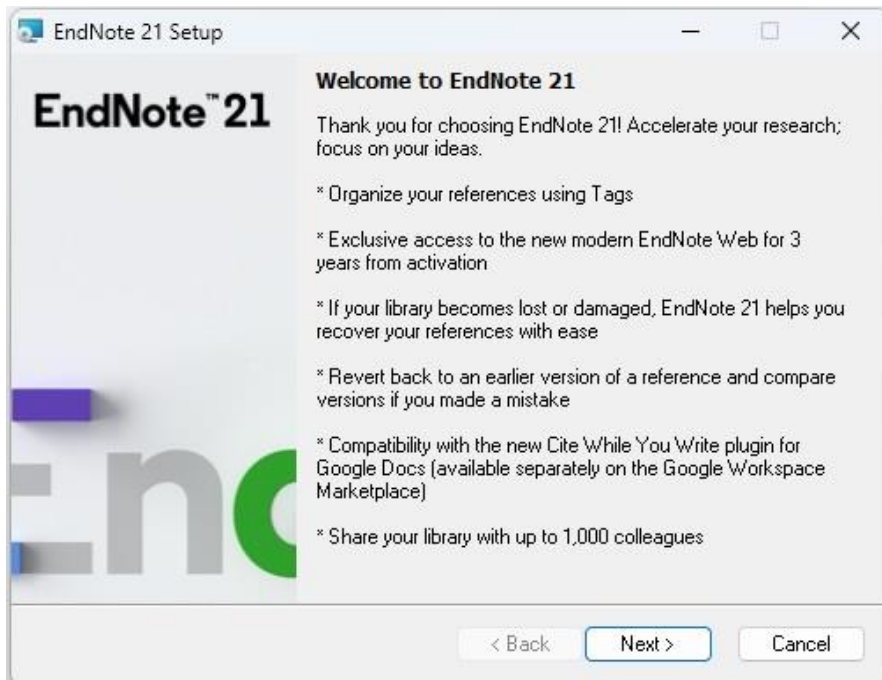 EndNote 21 Setup
EndNote™21
Welcome to EndNote 21
Thank you for choosing EndNote 21! Accelerate your research;
focus on your ideas.
* Organize your references using Tags
* Exclusive access to the new modern EndNote Web for 3
years from activation
* If your library becomes lost or damaged, EndNote 21 helps you
recover your references with ease
* Revert back to an earlier version of a reference and compare
versions if you made a mistake
* Compatibility with the new Cite While You Write plugin for
Google Docs (available separately on the Google Workspace
Marketplace)
* Share your library with up to 1,000 colleagues
En
< Back
Next >
Cancel